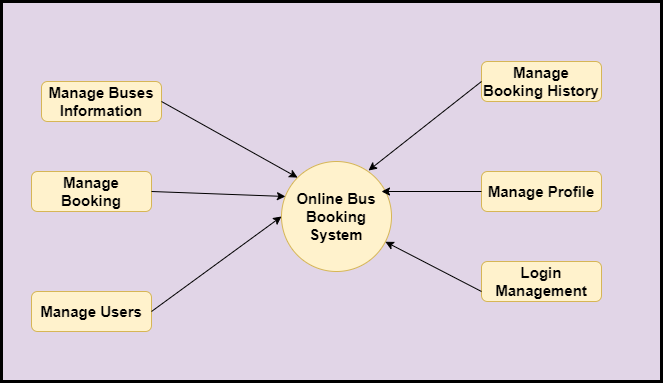 Manage Buses
Information
Manage
Booking
Manage Users
Online Bus
Booking
System
Manage
Booking History
Manage Profile
Login
Management